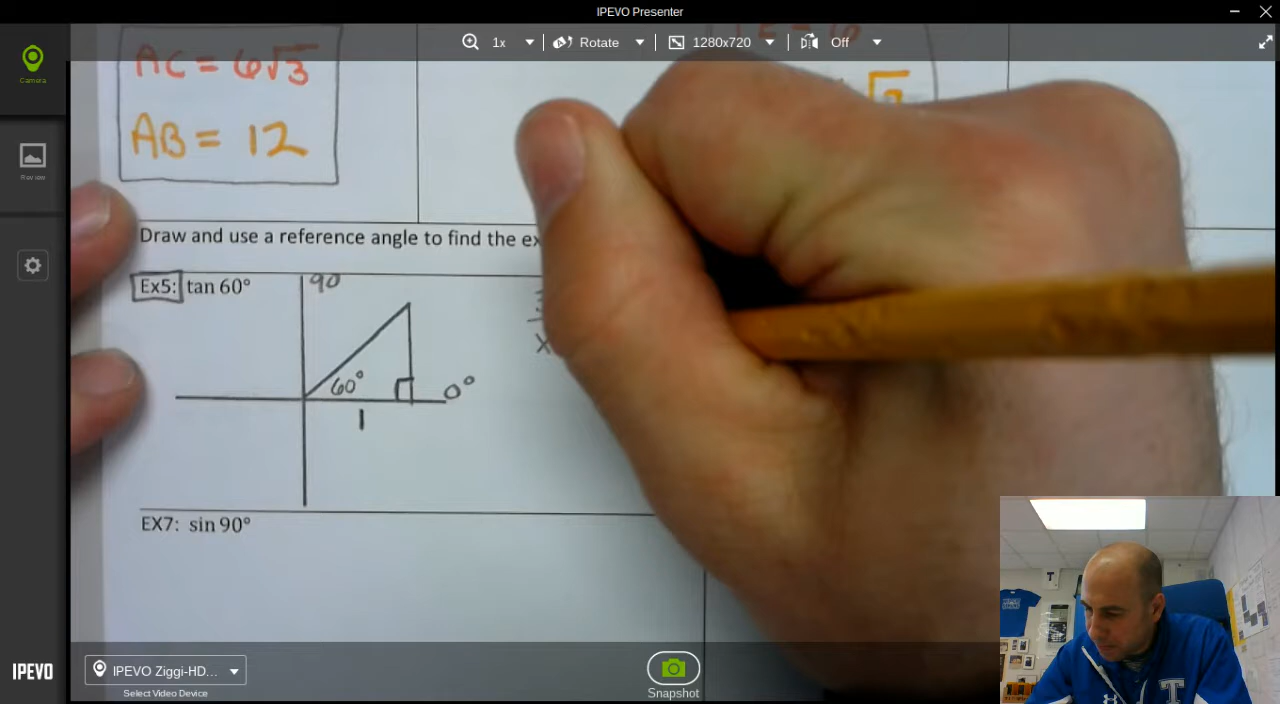 IPEVO Presenter
1x
Rotate
1280x720
Off
Camera
Review
AC = 6√3
AB = 12
Draw and use a reference angle to find the
Ex5: tan 60°
90
60°
0°
1
EX7: sin 90°
IPEVO
IPEVO Ziggi-HD...
Select Video Device
Snapshot
T